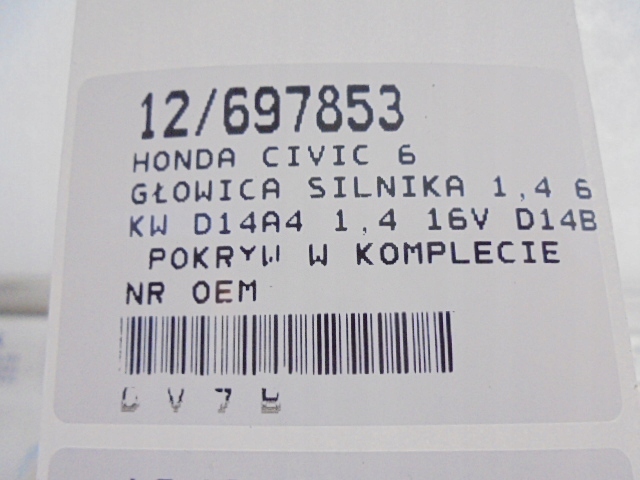 12/697853
HONDA CIVIC 6
GŁOWICA SILNIKA 1,4 6
KW D14A4 1,4 16V D14B
POKRYW W KOMPLECIE
NR OEM